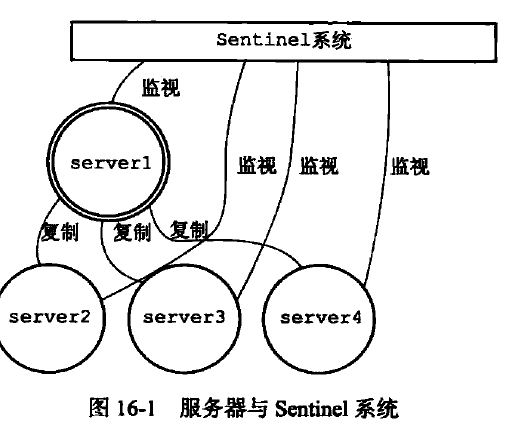 Sentinel系统
监视
server1
监视 监视 监视
复制 复制 复制
server2 server3 server4
图 16-1 服务器与 Sentinel 系统